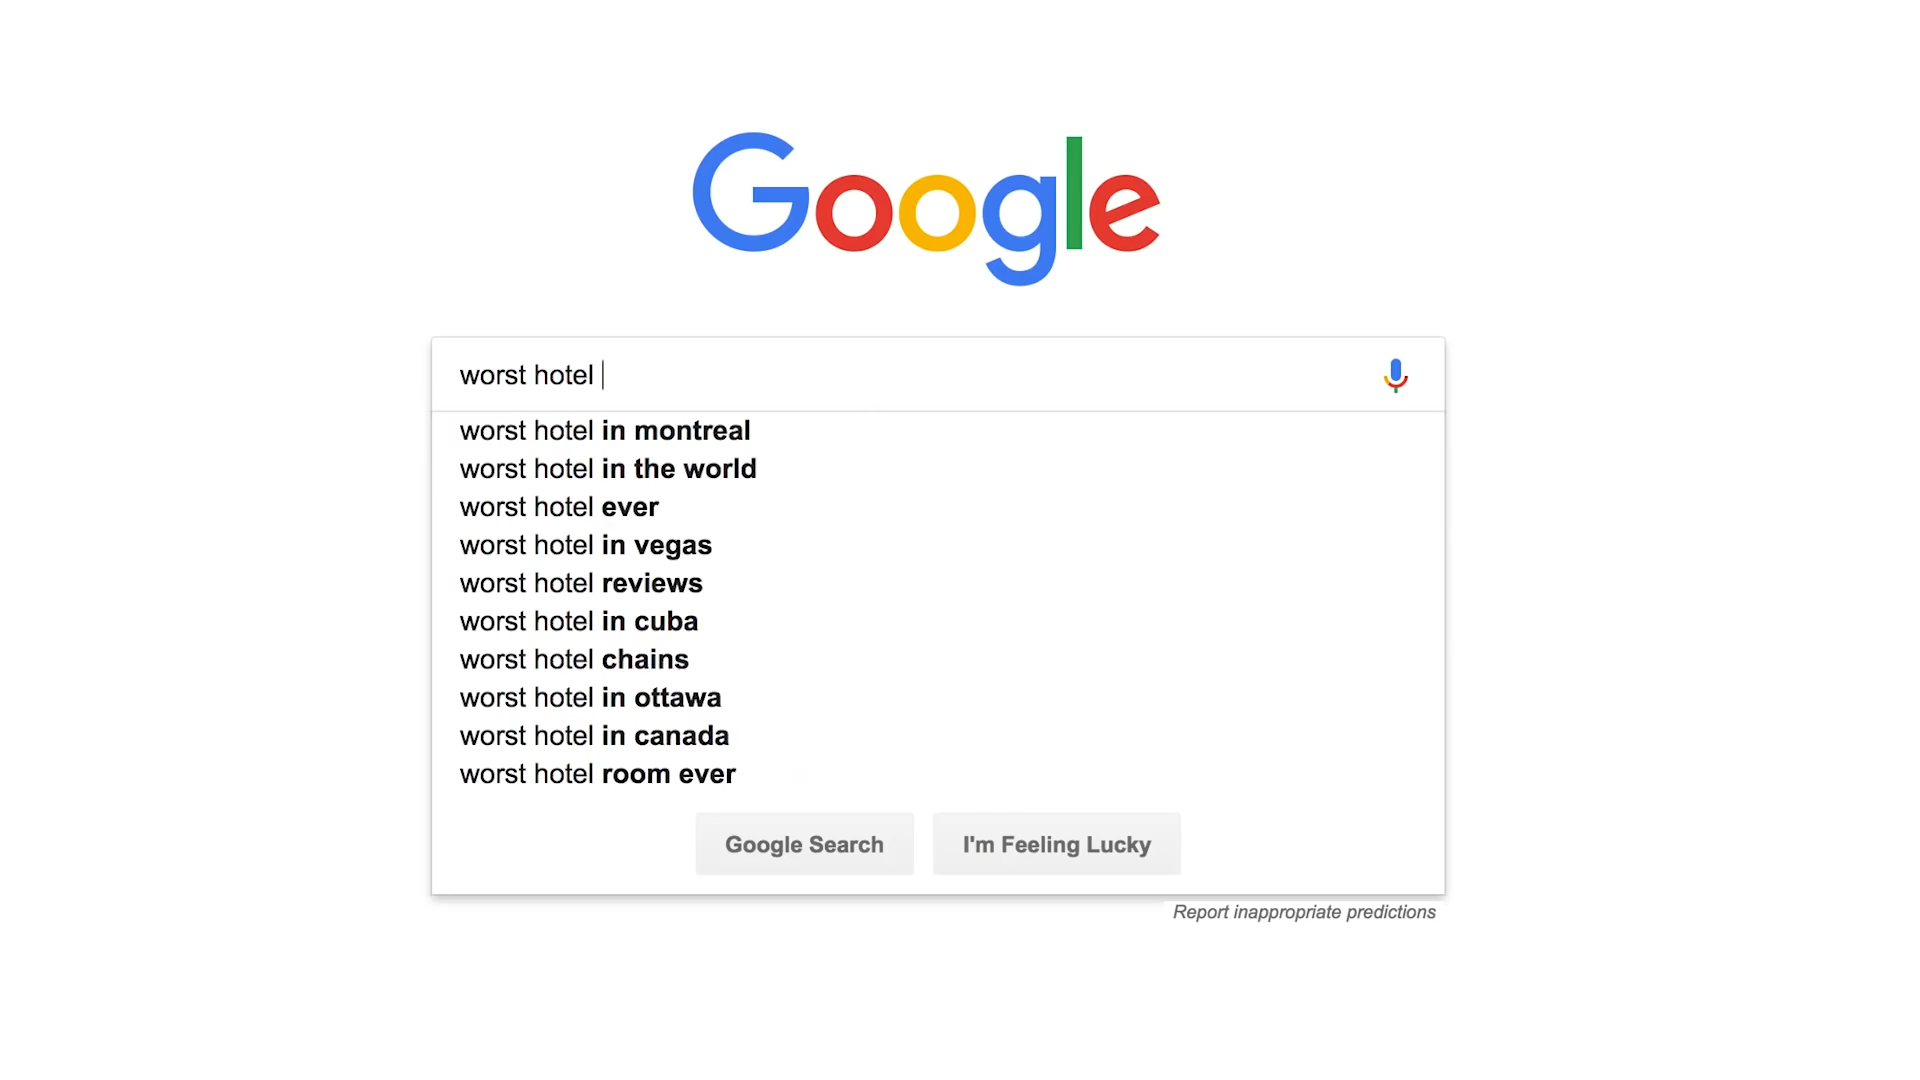 Google
worst hotel
worst hotel in montreal
worst hotel in the world
worst hotel ever
worst hotel in vegas
worst hotel reviews
worst hotel in cuba
worst hotel chains
worst hotel in ottawa
worst hotel in canada
worst hotel room ever
Google Search
I'm Feeling Lucky
Report inappropriate predictions